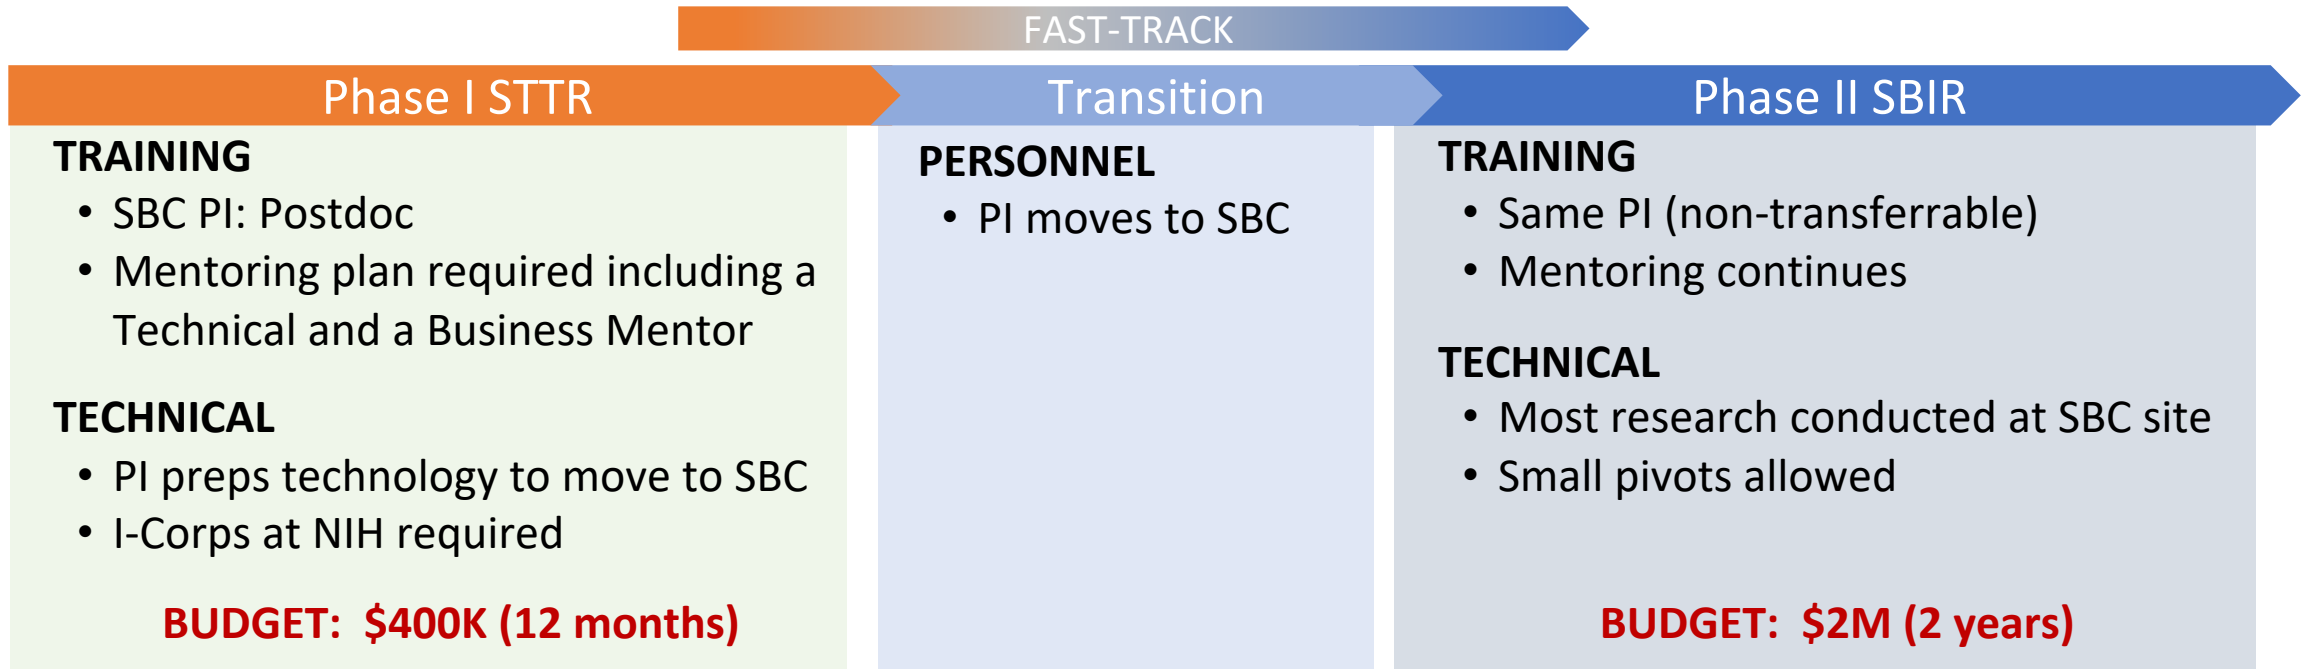 FAST-TRACK
Phase I STTR
Transition
Phase II SBIR
TRAINING
• SBC PI: Postdoc
• Mentoring plan required including a
Technical and a Business Mentor
TECHNICAL
• PI preps technology to move to SBC
• I-Corps at NIH required
BUDGET: $400K (12 months)
PERSONNEL
• PI moves to SBC
TRAINING
• Same PI (non-transferrable)
• Mentoring continues
TECHNICAL
• Most research conducted at SBC site
• Small pivots allowed
BUDGET: $2M (2 years)